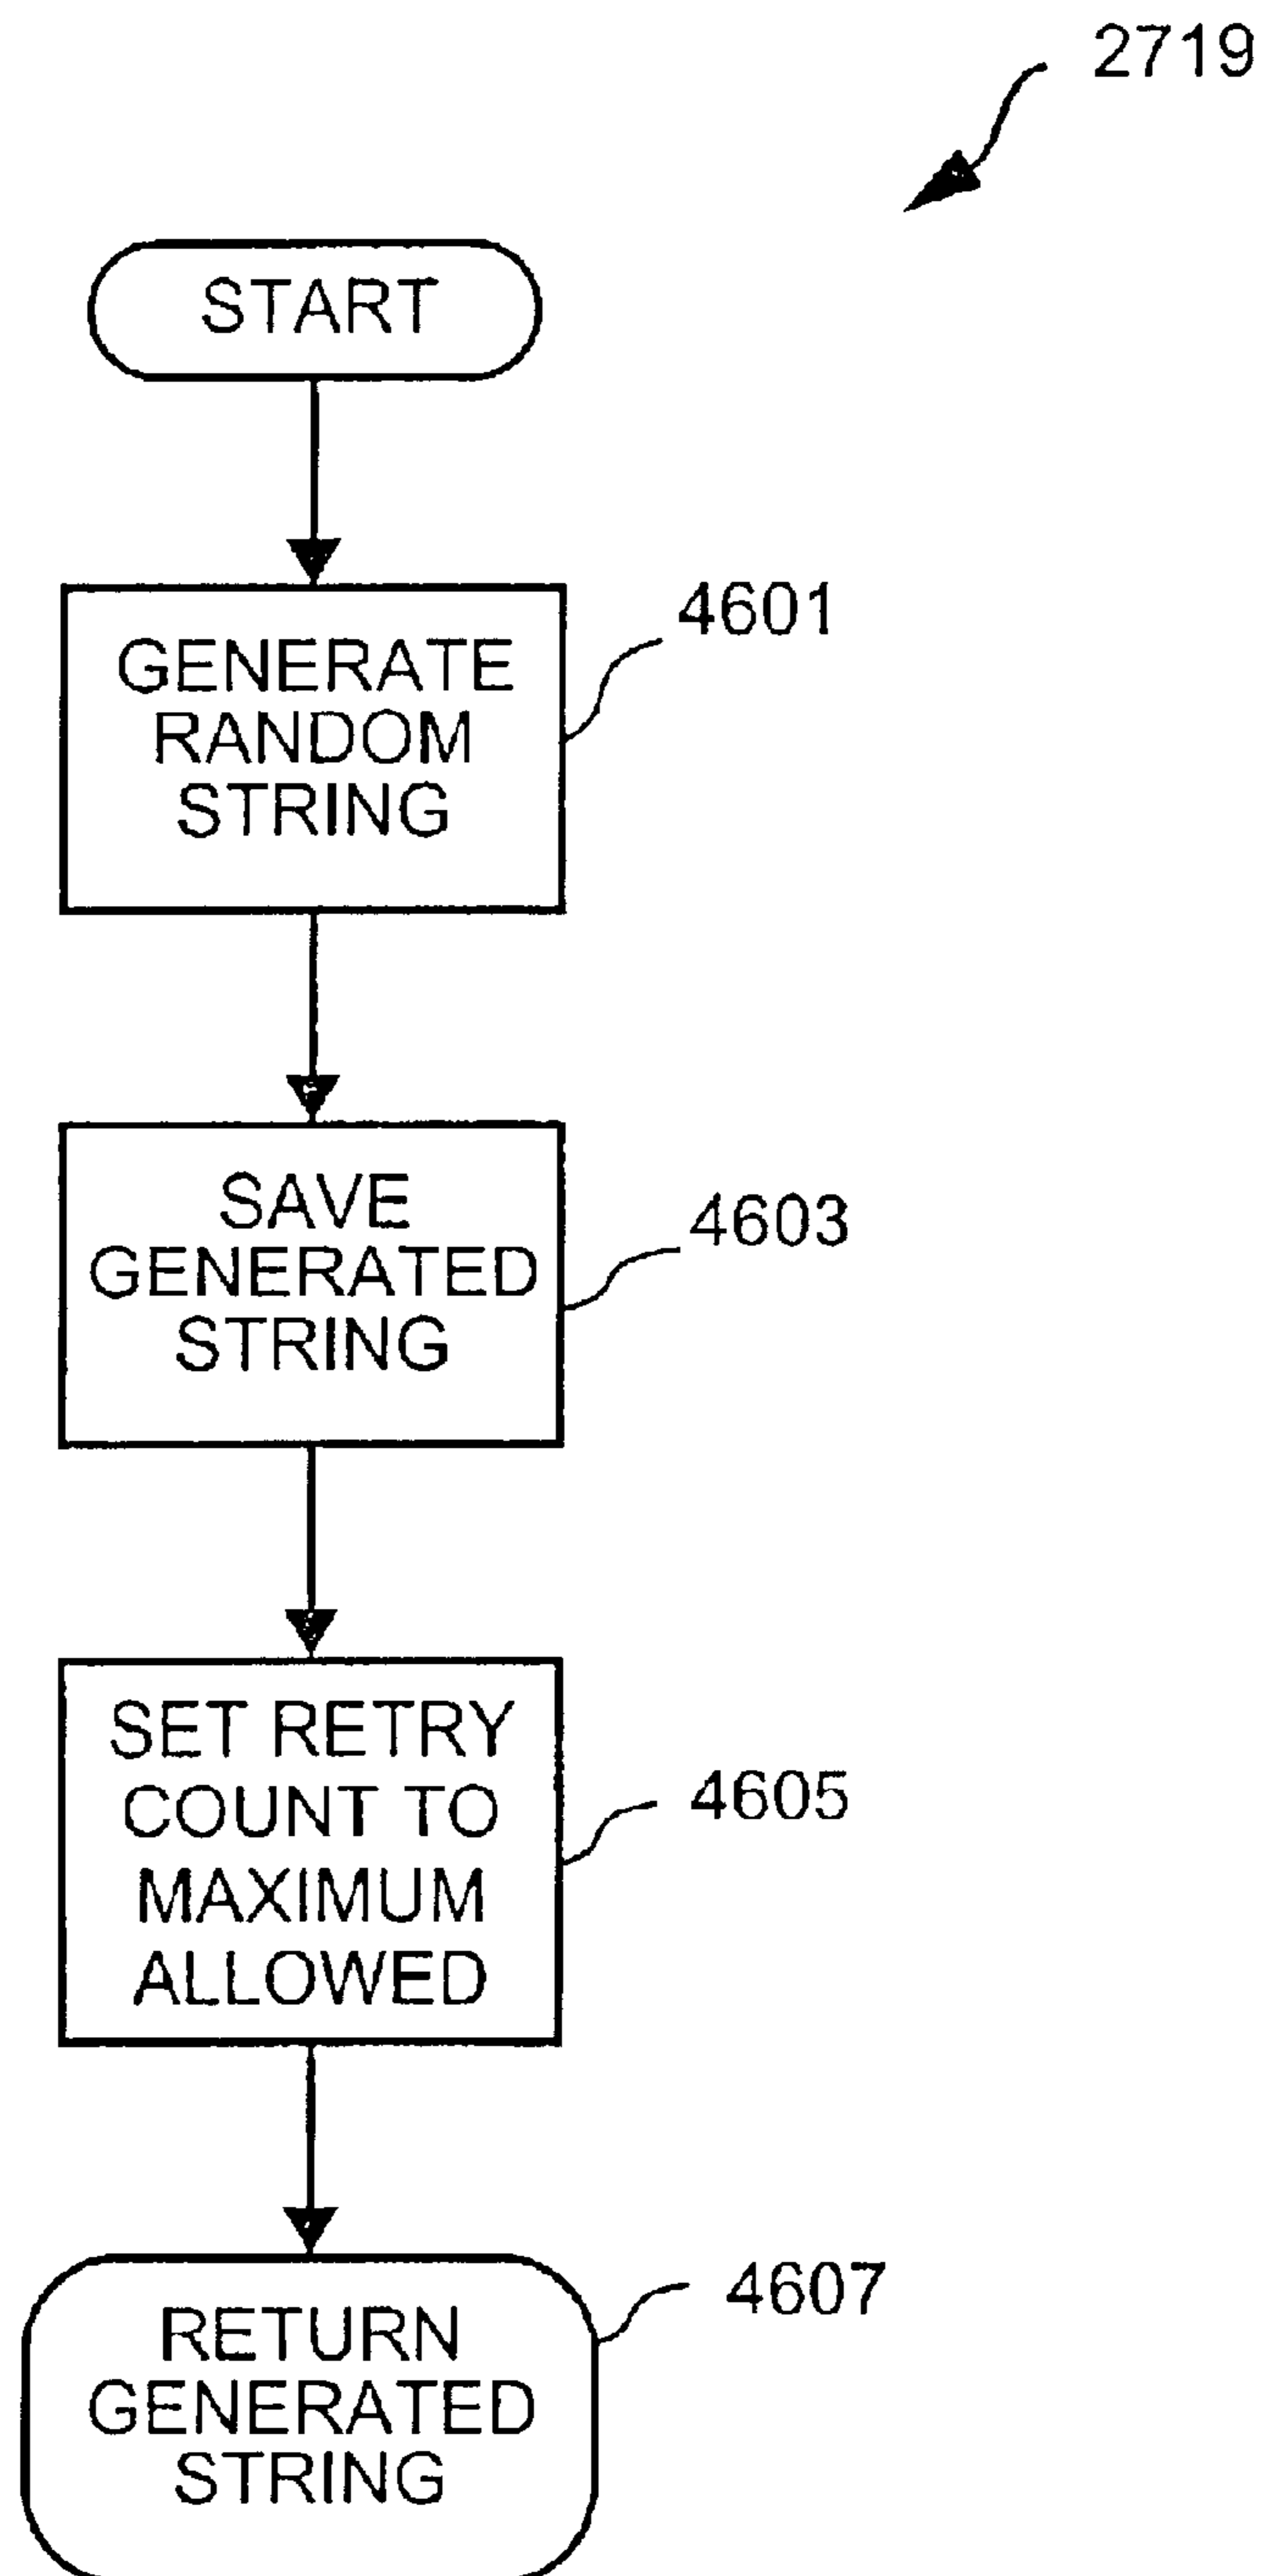 2719
START
4601
GENERATE
RANDOM
STRING
4603
SAVE
GENERATED
STRING
4605
SET RETRY
COUNT TO
MAXIMUM
ALLOWED
4607
RETURN
GENERATED
STRING